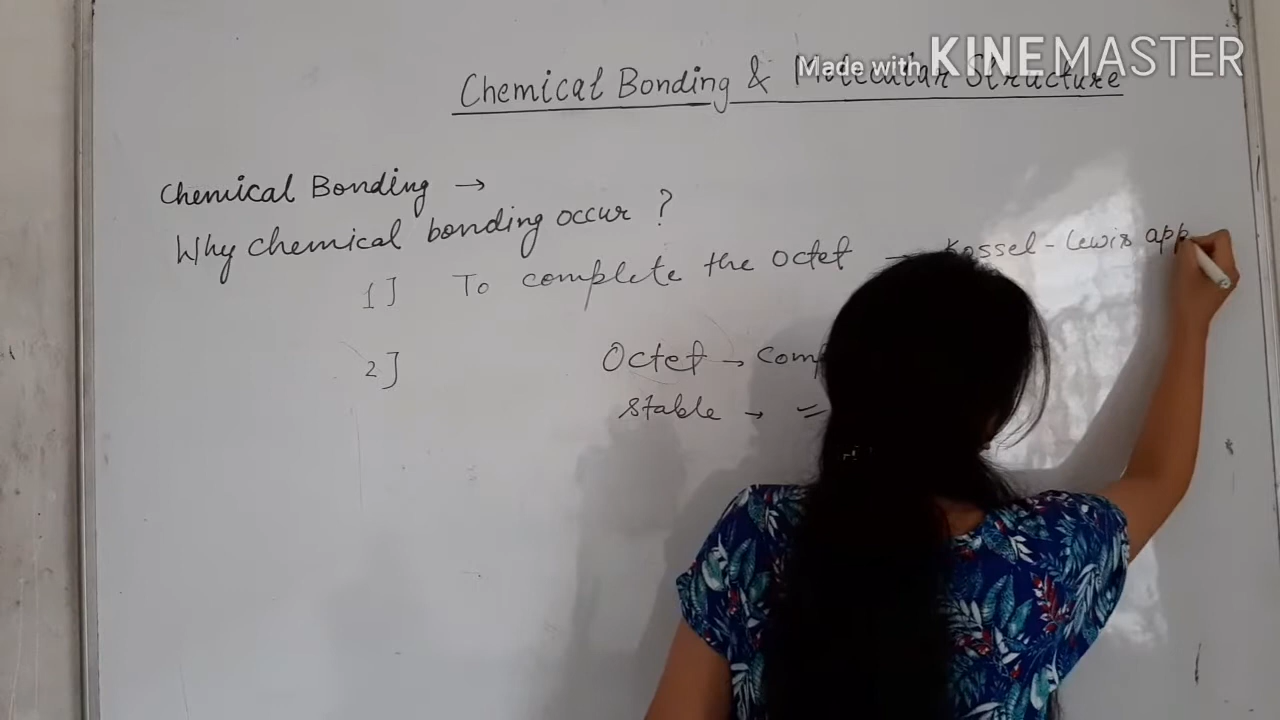 Made with KINEMASTER
Chemical Bonding & Molecular Structure
Chemical Bonding →
Why chemical bonding occur ?
1] To complete the octet → Kossel-Lewis app
2] Octet → Comp
stable → =